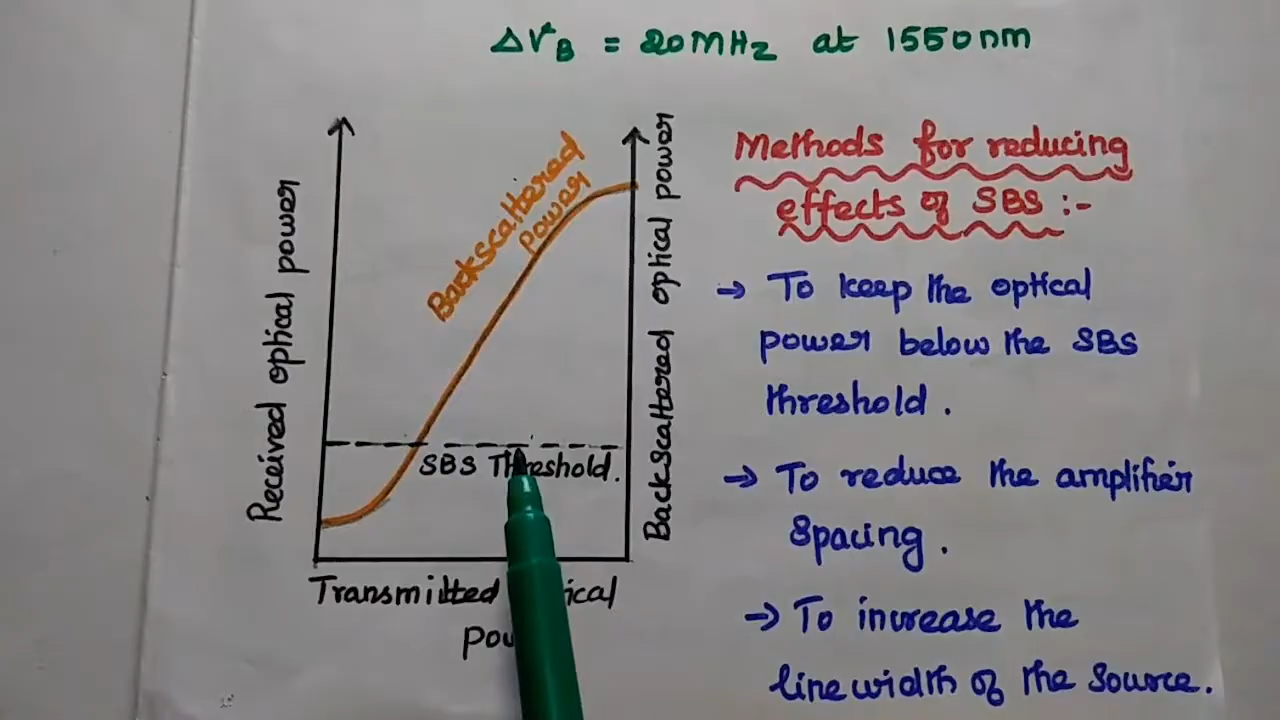 ΔVB = 20MHz at 1550nm
Received optical power
Backscattered
power
Backscattered optical power
SBS Threshold.
Transmitted
Methods for reducing
effects of SBS :-
→ To keep the optical
power below the SBS
threshold.
→ To reduce the amplifier
spacing.
→ To increase the
linewidth of the source.